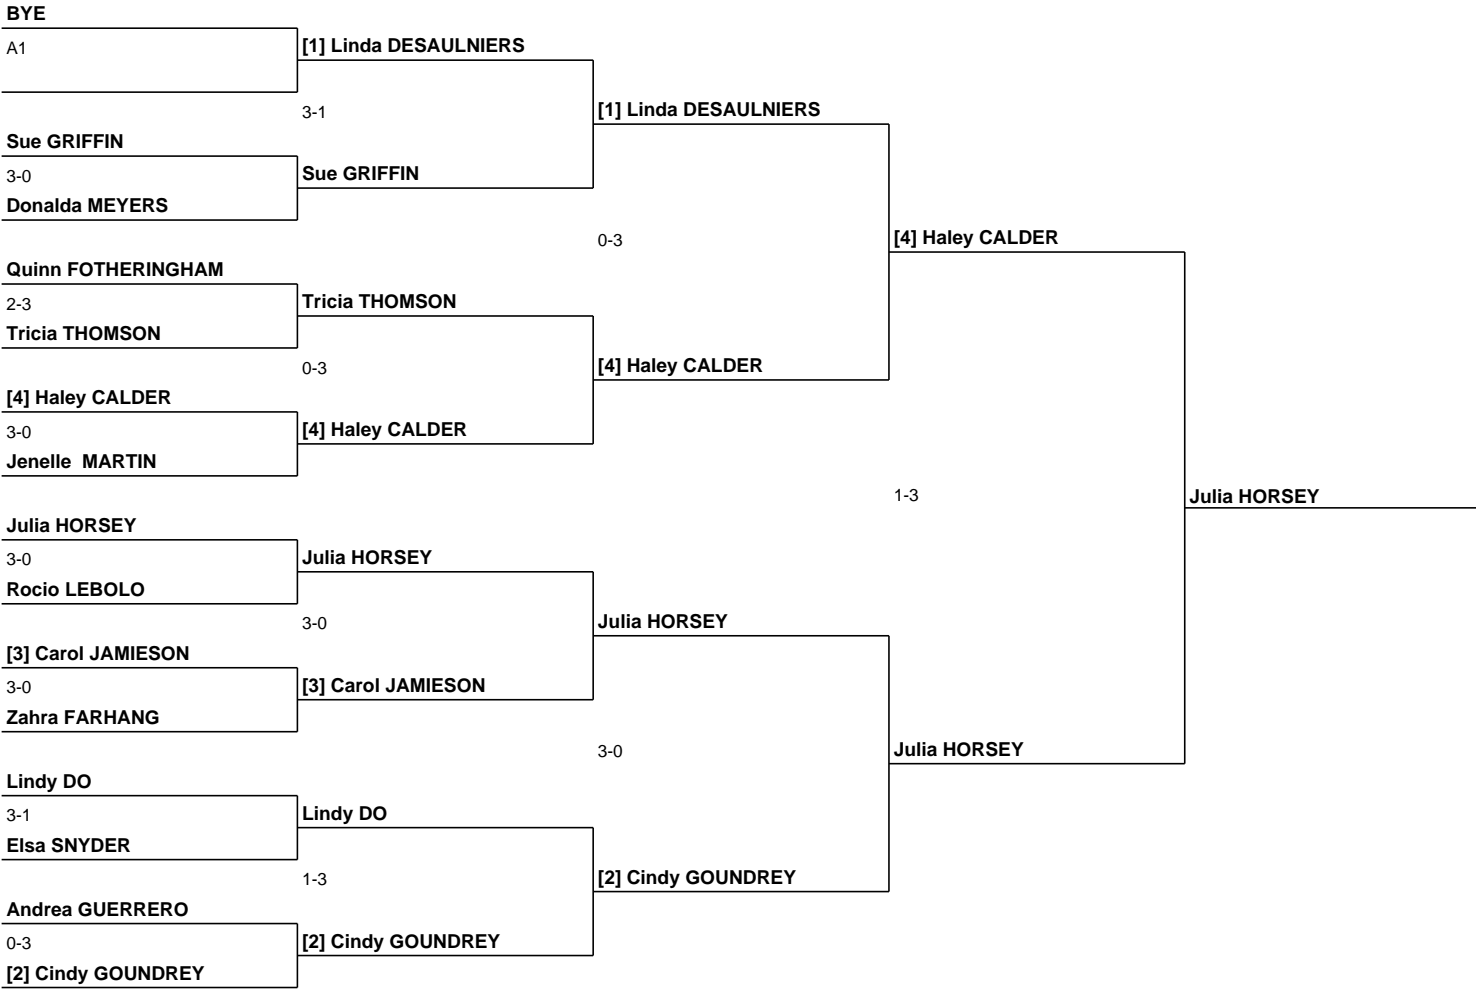 BYE
A1
[1] Linda DESAULNIERS
3-1
[1] Linda DESAULNIERS
Sue GRIFFIN
3-0
Sue GRIFFIN
Donalda MEYERS
0-3
[4] Haley CALDER
Quinn FOTHERINGHAM
2-3
Tricia THOMSON
Tricia THOMSON
0-3
[4] Haley CALDER
[4] Haley CALDER
3-0
[4] Haley CALDER
Jenelle MARTIN
1-3
Julia HORSEY
Julia HORSEY
3-0
Julia HORSEY
Rocio LEBOLO
3-0
Julia HORSEY
[3] Carol JAMIESON
3-0
[3] Carol JAMIESON
Zahra FARHANG
3-0
Julia HORSEY
Lindy DO
3-1
Lindy DO
Elsa SNYDER
1-3
[2] Cindy GOUNDREY
Andrea GUERRERO
0-3
[2] Cindy GOUNDREY
[2] Cindy GOUNDREY